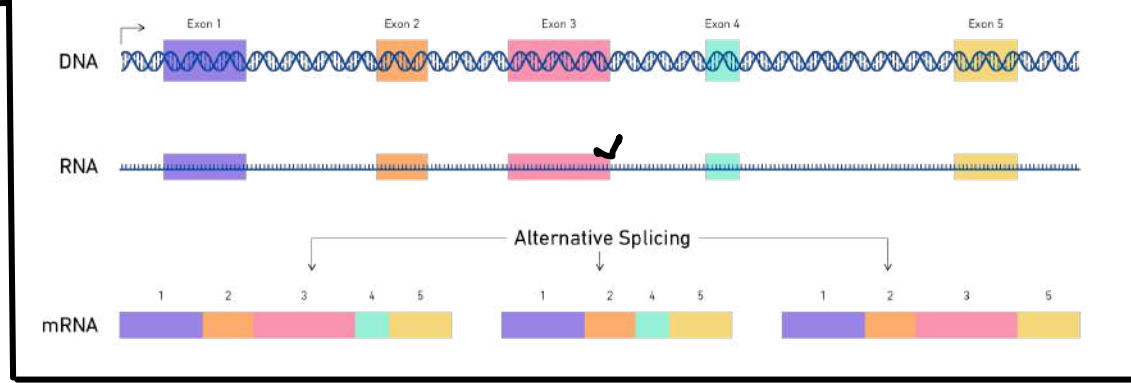 Exon 1 Exon 2 Exon 3 Exon 4 Exon 5
DNA
RNA
Alternative Splicing
1 2 3 4 5 1 2 4 5 1 2 3 5
mRNA